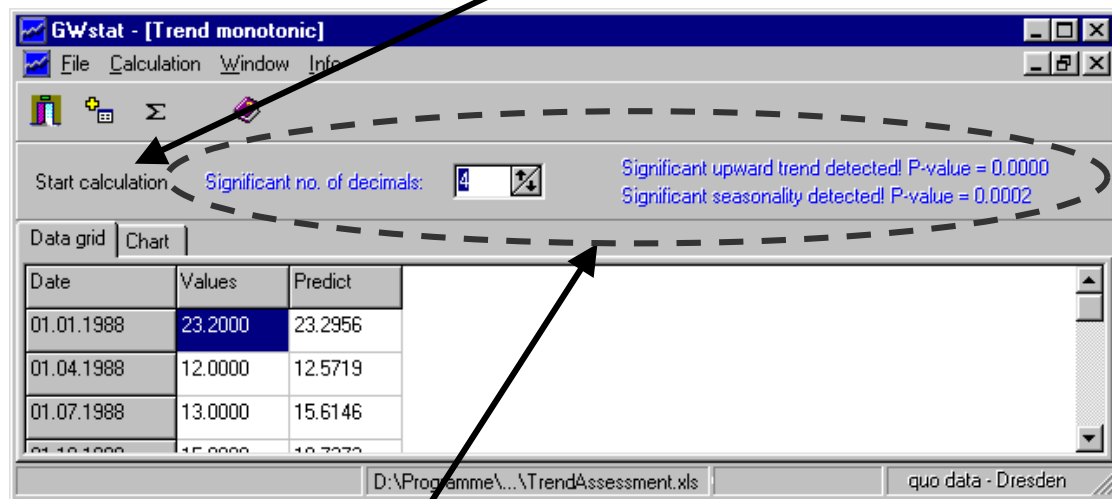 GWstat - [Trend monotonic]
File Calculation Window Info
Σ
Start calculation
Significant no. of decimals: 4
Significant upward trend detected! P-value = 0.0000
Significant seasonality detected! P-value = 0.0002
Data grid Chart
Date Values Predict
01.01.1988 23.2000 23.2956
01.04.1988 12.0000 12.5719
01.07.1988 13.0000 15.6146
D:\Programme\...\TrendAssessment.xls quo data - Dresden